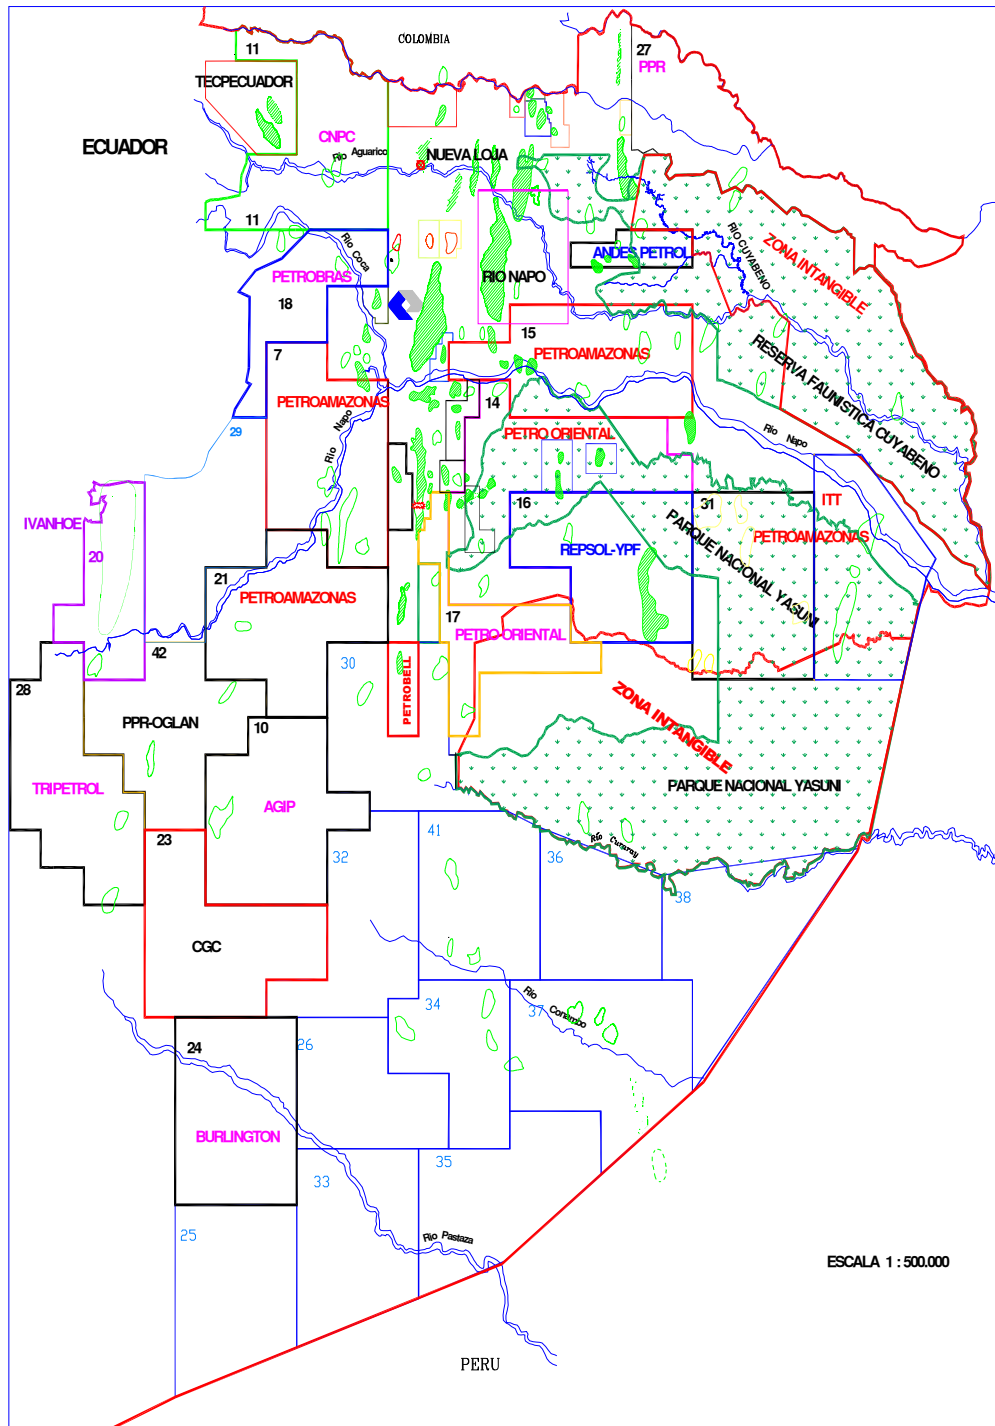 COLOMBIA
11
27
PPR
TECPECUADOR
ECUADOR
CNPC
Rio Aguarico
NUEVA LOJA
11
Rio Coca
RIO CUYABENO
ZONA INTANGIBLE
PETROBRAS
ANDES PETROL
RIO NAPO
18
15
RESERVA FAUNISTICA CUYABENO
7
PETROAMAZONAS
PETROAMAZONAS
14
29
Rio Napo
PETRO ORIENTAL
Rio Napo
IVANHOE
20
16
31
ITT
PETROAMAZONAS
REPSOL-YPF
PARQUE NACIONAL YASUNI
21
PETROAMAZONAS
17
PETRO ORIENTAL
42
30
28
PETROBELL
ZONA INTANGIBLE
PPR-OGLAN
10
TRIPETROL
AGIP
PARQUE NACIONAL YASUNI
23
41
32
36
Rio Curaray
38
CGC
34
37
Rio Conambo
24
26
BURLINGTON
35
33
25
Rio Pastaza
ESCALA 1 : 500.000
PERU